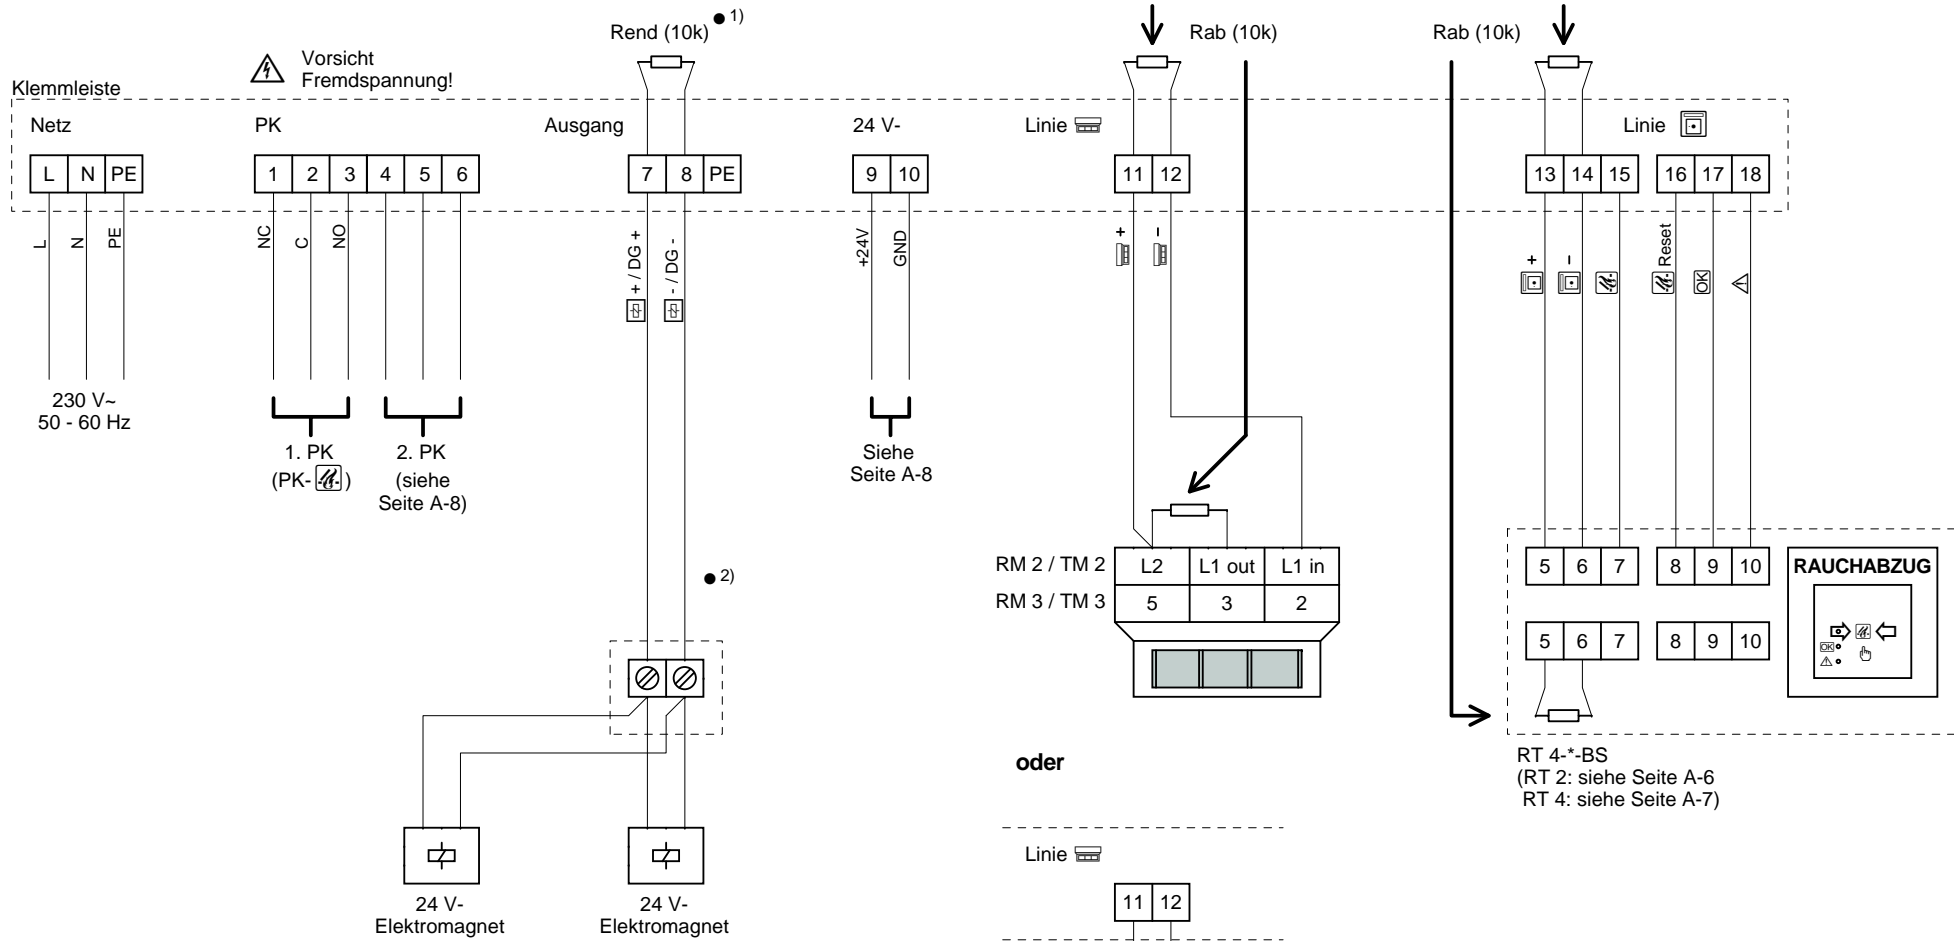 Rend (10k) ● 1)
Rab (10k)
Rab (10k)
Vorsicht
Fremdspannung!
Klemmleiste
Netz
PK
Ausgang
24 V-
Linie
Linie
L N PE
1 2 3 4 5 6
7 8 PE
9 10
11 12
13 14 15
16 17 18
L
N
PE
NC
C
NO
+ / DG +
- / DG -
+24V
GND
+
-
+
-
Reset
OK
230 V~
50 - 60 Hz
1. PK
(PK- )
2. PK
(siehe
Seite A-8)
Siehe
Seite A-8
● 2)
RM 2 / TM 2
L2
L1 out
L1 in
RM 3 / TM 3
5
3
2
5 6 7
8 9 10
RAUCHABZUG
OK
5 6 7
8 9 10
oder
RT 4-*-BS
(RT 2: siehe Seite A-6
RT 4: siehe Seite A-7)
Linie
11 12
24 V-
Elektromagnet
24 V-
Elektromagnet